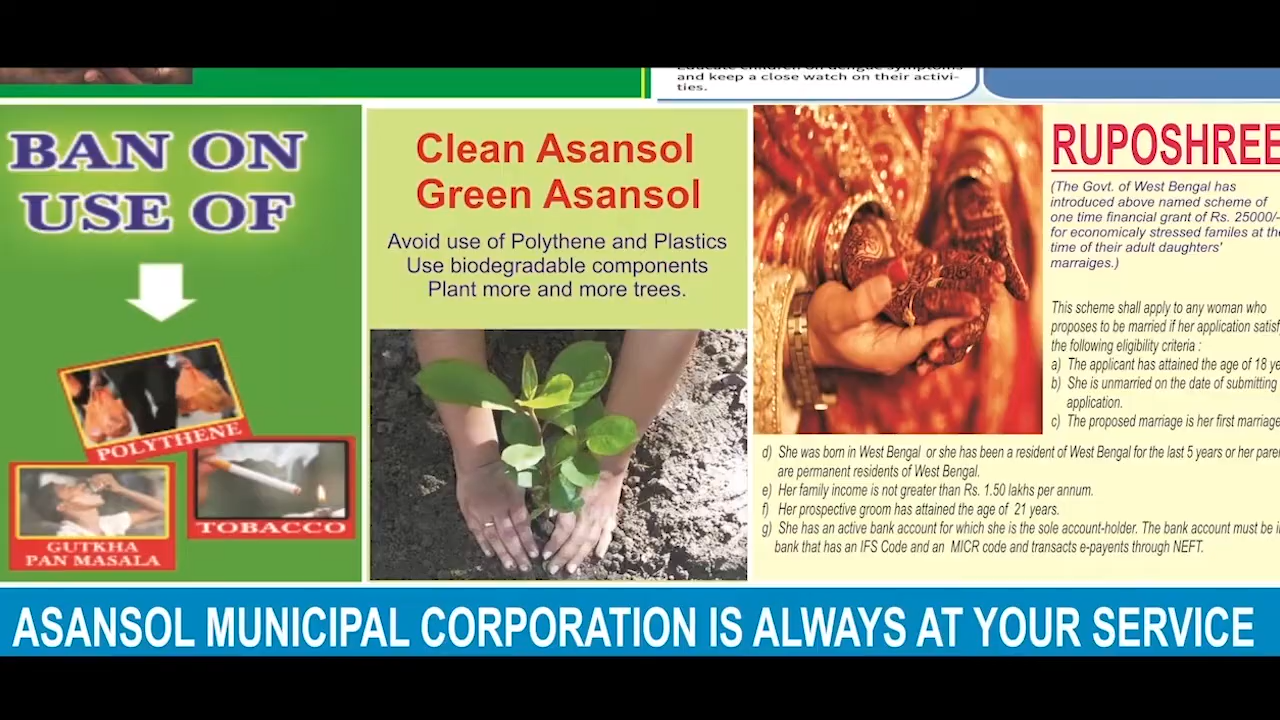 and keep a close watch on their activi-
ties.
BAN ON
USE OF
POLYTHENE
TOBACCO
GUTKHA
PAN MASALA
Clean Asansol
Green Asansol
Avoid use of Polythene and Plastics
Use biodegradable components
Plant more and more trees.
RUPOSHREE
(The Govt. of West Bengal has
introduced above named scheme of
one time financial grant of Rs. 25000/-
for economicaly stressed familes at the
time of their adult daughters'
marraiges.)
This scheme shall apply to any woman who
proposes to be married if her application satisf
the following eligibility criteria :
a) The applicant has attained the age of 18 ye
b) She is unmarried on the date of submitting
application.
c) The proposed marriage is her first marriage
d) She was born in West Bengal or she has been a resident of West Bengal for the last 5 years or her pare
are permanent residents of West Bengal.
e) Her family income is not greater than Rs. 1.50 lakhs per annum.
f) Her prospective groom has attained the age of 21 years.
g) She has an active bank account for which she is the sole account-holder. The bank account must be i
bank that has an IFS Code and an MICR code and transacts e-payents through NEFT.
ASANSOL MUNICIPAL CORPORATION IS ALWAYS AT YOUR SERVICE